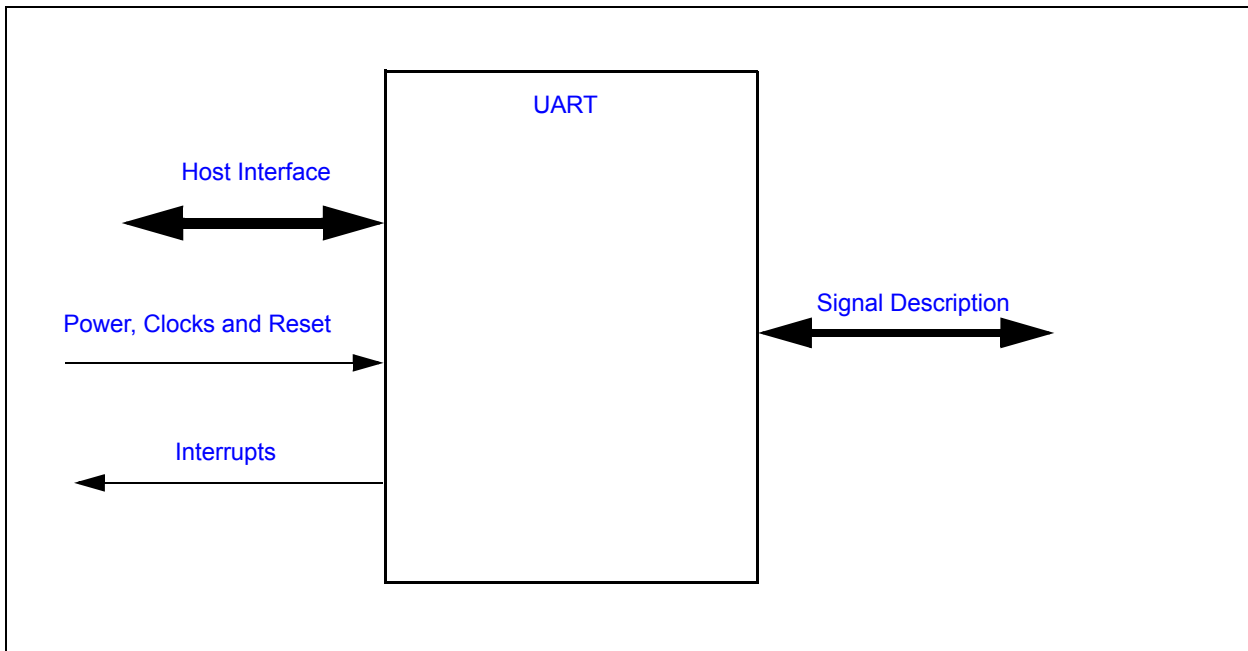 UART
Host Interface
Signal Description
Power, Clocks and Reset
Interrupts